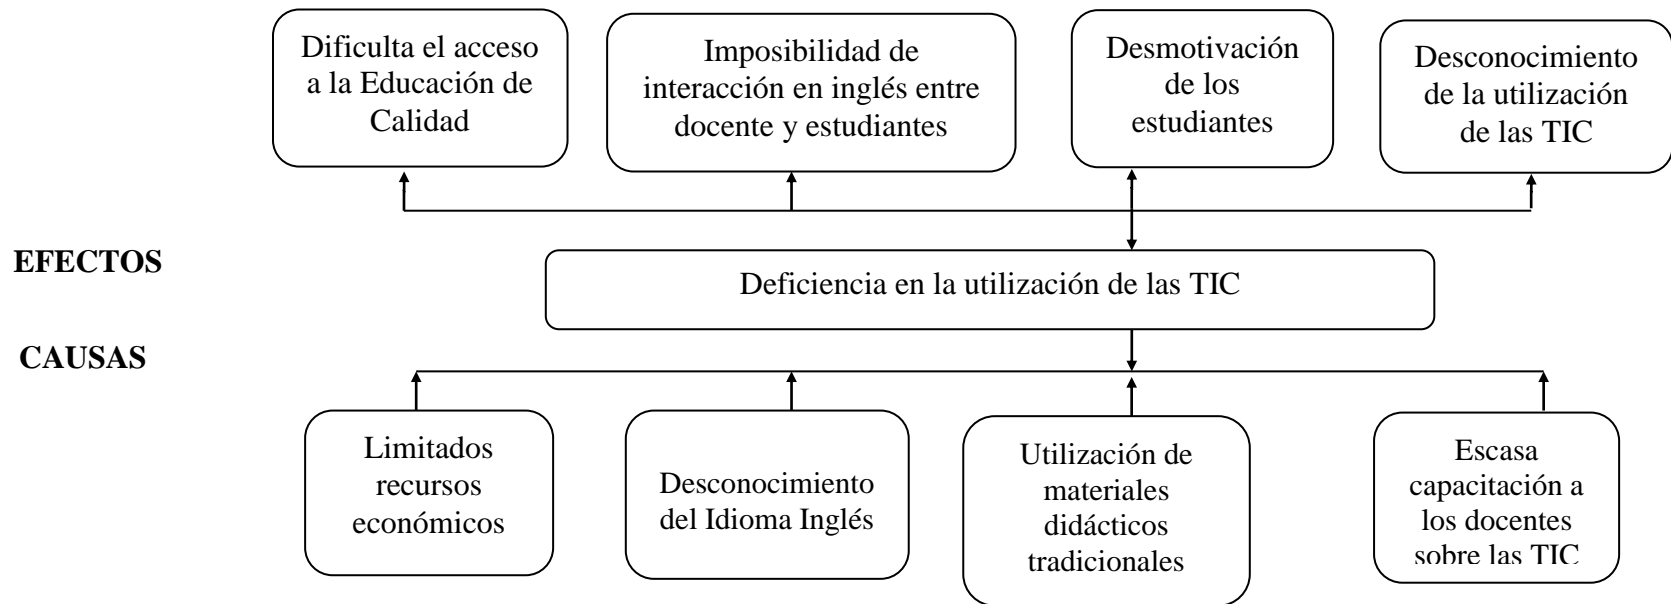 Dificulta el acceso
a la Educación de
Calidad
Imposibilidad de
interacción en inglés entre
docente y estudiantes
Desmotivación
de los
estudiantes
Desconocimiento
de la utilización
de las TIC
EFECTOS
Deficiencia en la utilización de las TIC
CAUSAS
Limitados
recursos
económicos
Desconocimiento
del Idioma Inglés
Utilización de
materiales
didácticos
tradicionales
Escasa
capacitación a
los docentes
sobre las TIC